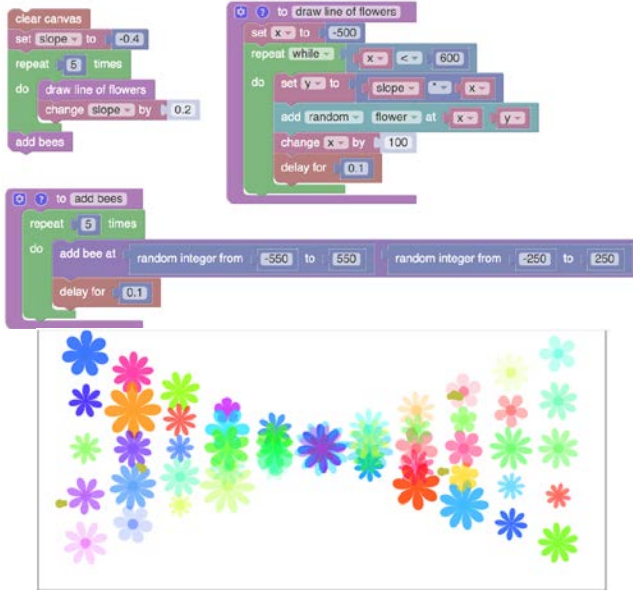 clear canvas
set slope to -0.4
repeat 5 times
do draw line of flowers
change slope by 0.2
add bees
? to draw line of flowers
set x to -500
repeat while x < 600
do set y to slope * x
add random flower at x y
change x by 100
delay for 0.1
? to add bees
repeat 5 times
do add bee at random integer from -550 to 550 random integer from -250 to 250
delay for 0.1